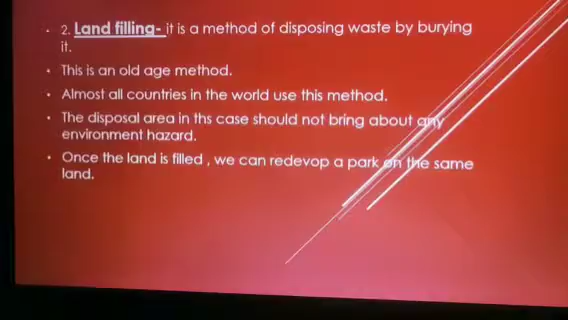 2. Land filling- it is a method of disposing waste by burying
it.
This is an old age method.
Almost all countries in the world use this method.
The disposal area in ths case should not bring about any
environment hazard.
Once the land is filled , we can redevop a park on the same
land.